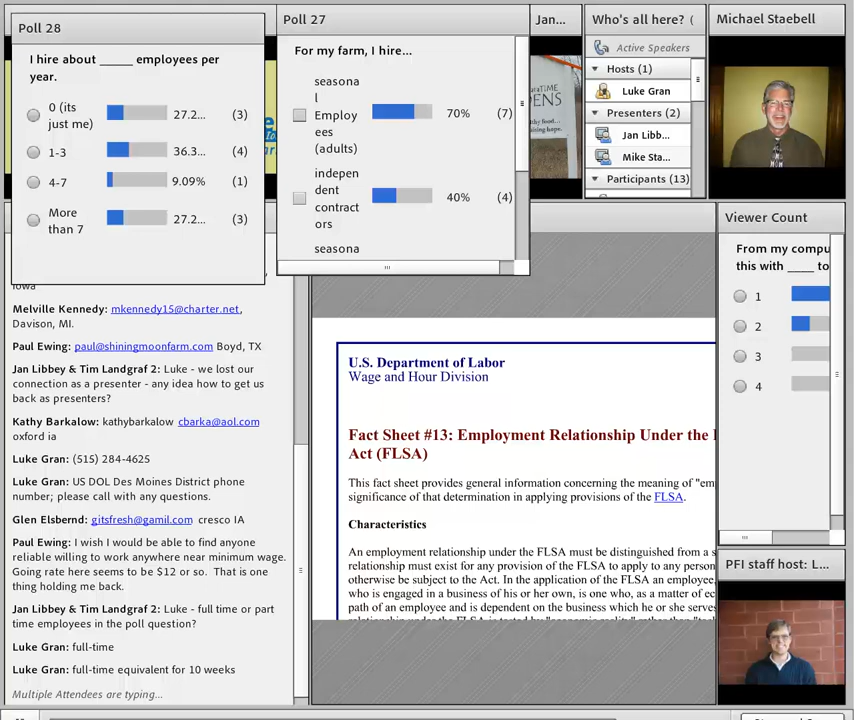 Poll 28
I hire about _____ employees per
year.
0 (its
just me)
27.2...
(3)
1-3
36.3...
(4)
4-7
9.09%
(1)
More
than 7
27.2...
(3)
Poll 27
For my farm, I hire...
seasona
l
Employ
ees
(adults)
70%
(7)
indepen
dent
contract
ors
40%
(4)
seasona
Jan...
TIME
ENS
Who's all here? (
Active Speakers
Hosts (1)
Luke Gran
Presenters (2)
Jan Libb...
Mike Sta...
Participants (13)
Michael Staebell
Iowa
Melville Kennedy: mkennedy15@charter.net,
Davison, MI.
Paul Ewing: paul@shiningmoonfarm.com Boyd, TX
Jan Libbey & Tim Landgraf 2: Luke - we lost our
connection as a presenter - any idea how to get us
back as presenters?
Kathy Barkalow: kathybarkalow cbarka@aol.com
oxford ia
Luke Gran: (515) 284-4625
Luke Gran: US DOL Des Moines District phone
number; please call with any questions.
Glen Elsbernd: gitsfresh@gamil.com cresco IA
Paul Ewing: I wish I would be able to find anyone
reliable willing to work anywhere near minimum wage.
Going rate here seems to be $12 or so. That is one
thing holding me back.
Jan Libbey & Tim Landgraf 2: Luke - full time or part
time employees in the poll question?
Luke Gran: full-time
Luke Gran: full-time equivalent for 10 weeks
Multiple Attendees are typing...
U.S. Department of Labor
Wage and Hour Division
Fact Sheet #13: Employment Relationship Under the
Act (FLSA)
This fact sheet provides general information concerning the meaning of "em
significance of that determination in applying provisions of the FLSA.
Characteristics
An employment relationship under the FLSA must be distinguished from a s
relationship must exist for any provision of the FLSA to apply to any person
otherwise be subject to the Act. In the application of the FLSA an employee,
who is engaged in a business of his or her own, is one who, as a matter of ec
path of an employee and is dependent on the business which he or she serves
Viewer Count
From my compu
this with _____ to
1
2
3
4
PFI staff host: L...